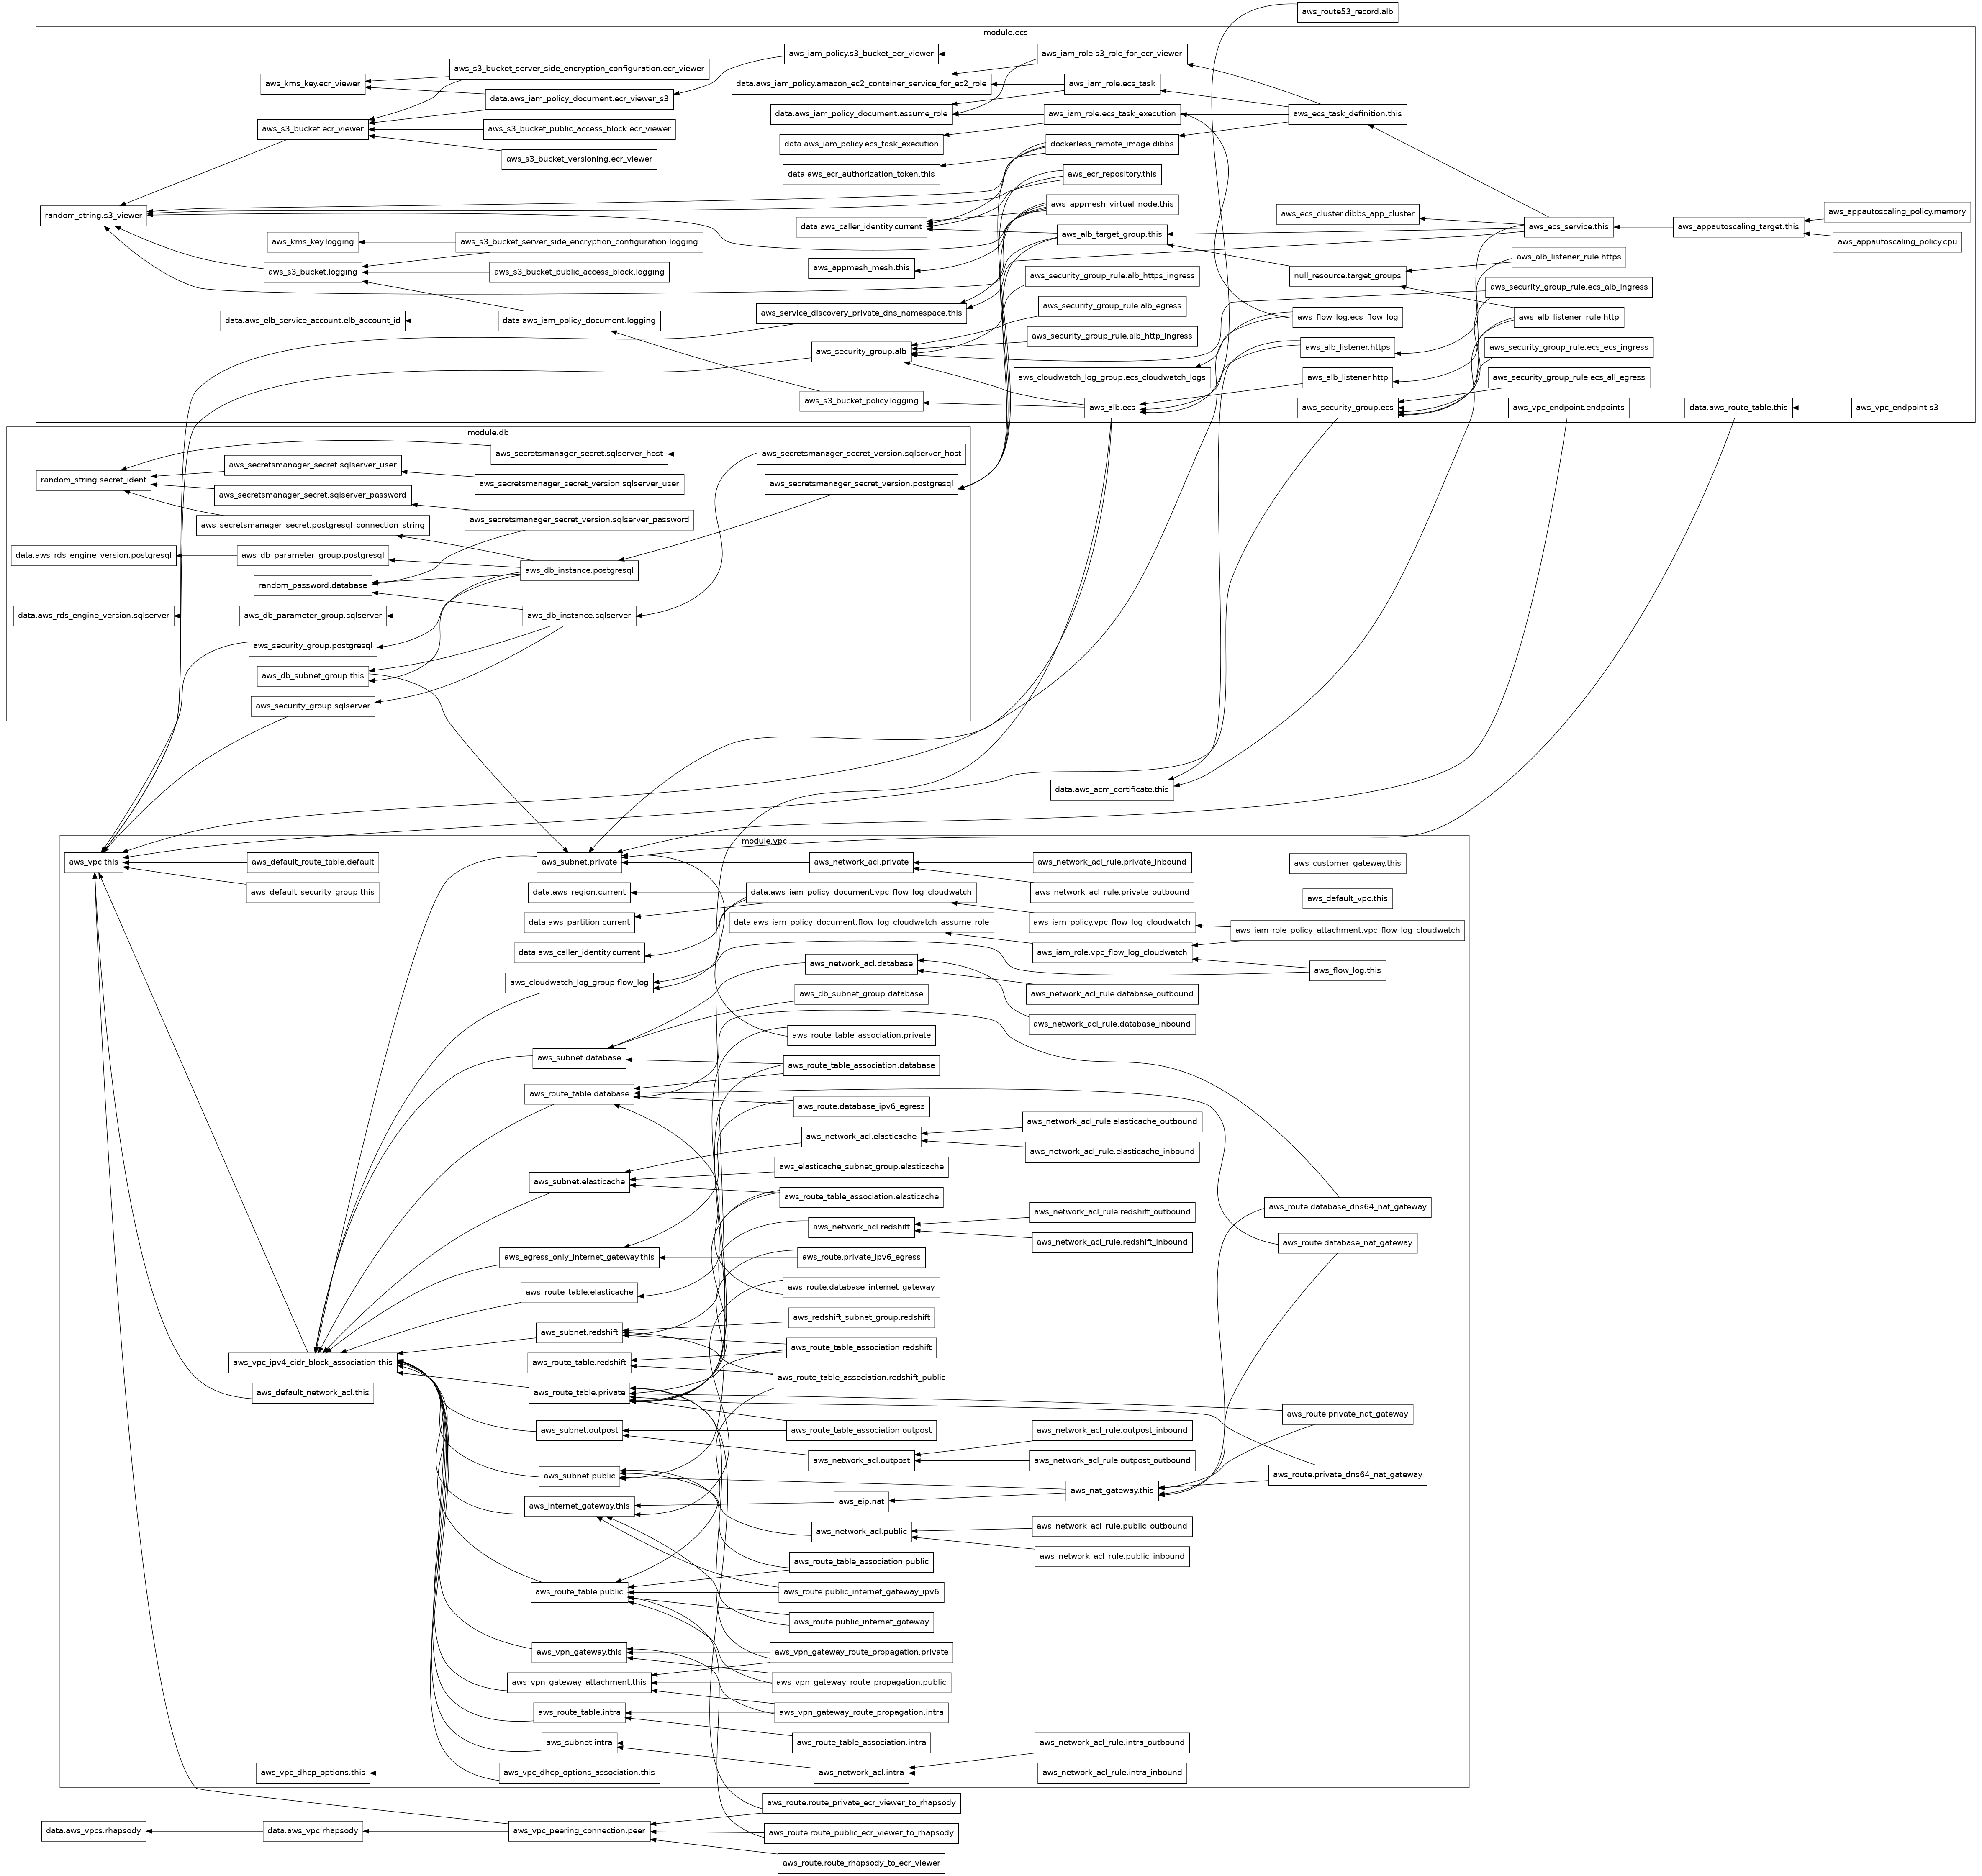 aws_route53_record.alb
module.ecs
aws_iam_policy.s3_bucket_ecr_viewer
aws_iam_role.s3_role_for_ecr_viewer
aws_s3_bucket_server_side_encryption_configuration.ecr_viewer
aws_kms_key.ecr_viewer
data.aws_iam_policy.amazon_ec2_container_service_for_ec2_role
aws_iam_role.ecs_task
data.aws_iam_policy_document.ecr_viewer_s3
data.aws_iam_policy_document.assume_role
aws_iam_role.ecs_task_execution
aws_ecs_task_definition.this
aws_s3_bucket.ecr_viewer
aws_s3_bucket_public_access_block.ecr_viewer
data.aws_iam_policy.ecs_task_execution
dockerless_remote_image.dibbs
aws_s3_bucket_versioning.ecr_viewer
data.aws_ecr_authorization_token.this
aws_ecr_repository.this
random_string.s3_viewer
aws_appmesh_virtual_node.this
aws_ecs_cluster.dibbs_app_cluster
aws_appautoscaling_policy.memory
data.aws_caller_identity.current
aws_alb_target_group.this
aws_ecs_service.this
aws_appautoscaling_target.this
aws_kms_key.logging
aws_s3_bucket_server_side_encryption_configuration.logging
aws_appautoscaling_policy.cpu
aws_s3_bucket.logging
aws_s3_bucket_public_access_block.logging
aws_appmesh_mesh.this
aws_security_group_rule.alb_https_ingress
null_resource.target_groups
aws_alb_listener_rule.https
aws_security_group_rule.ecs_alb_ingress
data.aws_elb_service_account.elb_account_id
data.aws_iam_policy_document.logging
aws_service_discovery_private_dns_namespace.this
aws_security_group_rule.alb_egress
aws_flow_log.ecs_flow_log
aws_alb_listener_rule.http
aws_security_group.alb
aws_security_group_rule.alb_http_ingress
aws_alb_listener.https
aws_security_group_rule.ecs_ecs_ingress
aws_cloudwatch_log_group.ecs_cloudwatch_logs
aws_alb_listener.http
aws_security_group_rule.ecs_all_egress
aws_s3_bucket_policy.logging
aws_alb.ecs
aws_security_group.ecs
aws_vpc_endpoint.endpoints
data.aws_route_table.this
aws_vpc_endpoint.s3
module.db
aws_secretsmanager_secret.sqlserver_host
aws_secretsmanager_secret_version.sqlserver_host
random_string.secret_ident
aws_secretsmanager_secret.sqlserver_user
aws_secretsmanager_secret_version.sqlserver_user
aws_secretsmanager_secret_version.postgresql
aws_secretsmanager_secret.sqlserver_password
aws_secretsmanager_secret_version.sqlserver_password
aws_secretsmanager_secret.postgresql_connection_string
data.aws_rds_engine_version.postgresql
aws_db_parameter_group.postgresql
aws_db_instance.postgresql
random_password.database
data.aws_rds_engine_version.sqlserver
aws_db_parameter_group.sqlserver
aws_db_instance.sqlserver
aws_security_group.postgresql
aws_db_subnet_group.this
aws_security_group.sqlserver
data.aws_acm_certificate.this
module.vpc
aws_vpc.this
aws_default_route_table.default
aws_subnet.private
aws_network_acl.private
aws_network_acl_rule.private_inbound
aws_customer_gateway.this
aws_default_security_group.this
data.aws_region.current
data.aws_iam_policy_document.vpc_flow_log_cloudwatch
aws_network_acl_rule.private_outbound
aws_default_vpc.this
data.aws_partition.current
data.aws_iam_policy_document.flow_log_cloudwatch_assume_role
aws_iam_policy.vpc_flow_log_cloudwatch
aws_iam_role_policy_attachment.vpc_flow_log_cloudwatch
data.aws_caller_identity.current
aws_iam_role.vpc_flow_log_cloudwatch
aws_network_acl.database
aws_flow_log.this
aws_cloudwatch_log_group.flow_log
aws_db_subnet_group.database
aws_network_acl_rule.database_outbound
aws_network_acl_rule.database_inbound
aws_route_table_association.private
aws_subnet.database
aws_route_table_association.database
aws_route_table.database
aws_route.database_ipv6_egress
aws_network_acl_rule.elasticache_outbound
aws_network_acl.elasticache
aws_network_acl_rule.elasticache_inbound
aws_elasticache_subnet_group.elasticache
aws_subnet.elasticache
aws_route_table_association.elasticache
aws_route.database_dns64_nat_gateway
aws_network_acl_rule.redshift_outbound
aws_network_acl.redshift
aws_network_acl_rule.redshift_inbound
aws_route.database_nat_gateway
aws_egress_only_internet_gateway.this
aws_route.private_ipv6_egress
aws_route_table.elasticache
aws_route.database_internet_gateway
aws_redshift_subnet_group.redshift
aws_subnet.redshift
aws_route_table_association.redshift
aws_vpc_ipv4_cidr_block_association.this
aws_route_table.redshift
aws_route_table_association.redshift_public
aws_default_network_acl.this
aws_route_table.private
aws_route.private_nat_gateway
aws_subnet.outpost
aws_route_table_association.outpost
aws_network_acl_rule.outpost_inbound
aws_network_acl.outpost
aws_network_acl_rule.outpost_outbound
aws_subnet.public
aws_route.private_dns64_nat_gateway
aws_nat_gateway.this
aws_internet_gateway.this
aws_eip.nat
aws_network_acl.public
aws_network_acl_rule.public_outbound
aws_network_acl_rule.public_inbound
aws_route_table_association.public
aws_route_table.public
aws_route.public_internet_gateway_ipv6
aws_route.public_internet_gateway
aws_vpn_gateway.this
aws_vpn_gateway_route_propagation.private
aws_vpn_gateway_attachment.this
aws_vpn_gateway_route_propagation.public
aws_route_table.intra
aws_vpn_gateway_route_propagation.intra
aws_subnet.intra
aws_route_table_association.intra
aws_network_acl_rule.intra_outbound
aws_vpc_dhcp_options.this
aws_vpc_dhcp_options_association.this
aws_network_acl.intra
aws_network_acl_rule.intra_inbound
aws_route.route_private_ecr_viewer_to_rhapsody
data.aws_vpcs.rhapsody
data.aws_vpc.rhapsody
aws_vpc_peering_connection.peer
aws_route.route_public_ecr_viewer_to_rhapsody
aws_route.route_rhapsody_to_ecr_viewer